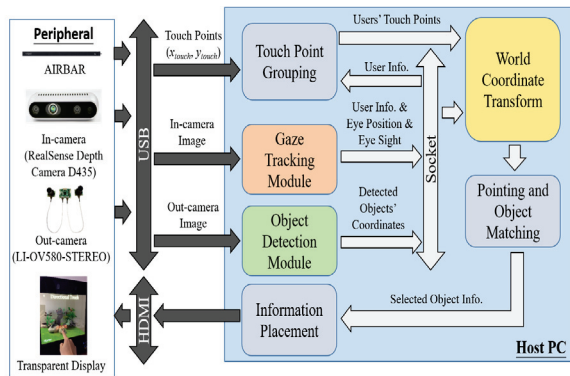 Peripheral
AIRBAR
In-camera
(RealSense Depth
Camera D435)
Out-camera
(LI-OV580-STEREO)
Transparent Display
USB
HDMI
Touch Points
(x_touch, y_touch)
In-camera
Image
Out-camera
Image
Touch Point
Grouping
Gaze
Tracking
Module
Object
Detection
Module
Information
Placement
Users' Touch Points
User Info.
User Info. &
Eye Position &
Eye Sight
Detected
Objects'
Coordinates
Socket
World
Coordinate
Transform
Pointing and
Object
Matching
Selected Object Info.
Host PC